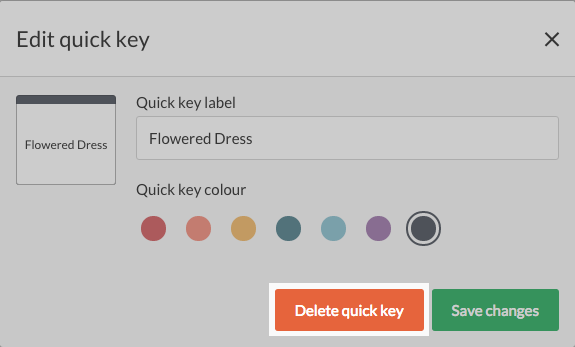 Edit quick key
Flowered Dress
Quick key label
Flowered Dress
Quick key colour
Delete quick key
Save changes